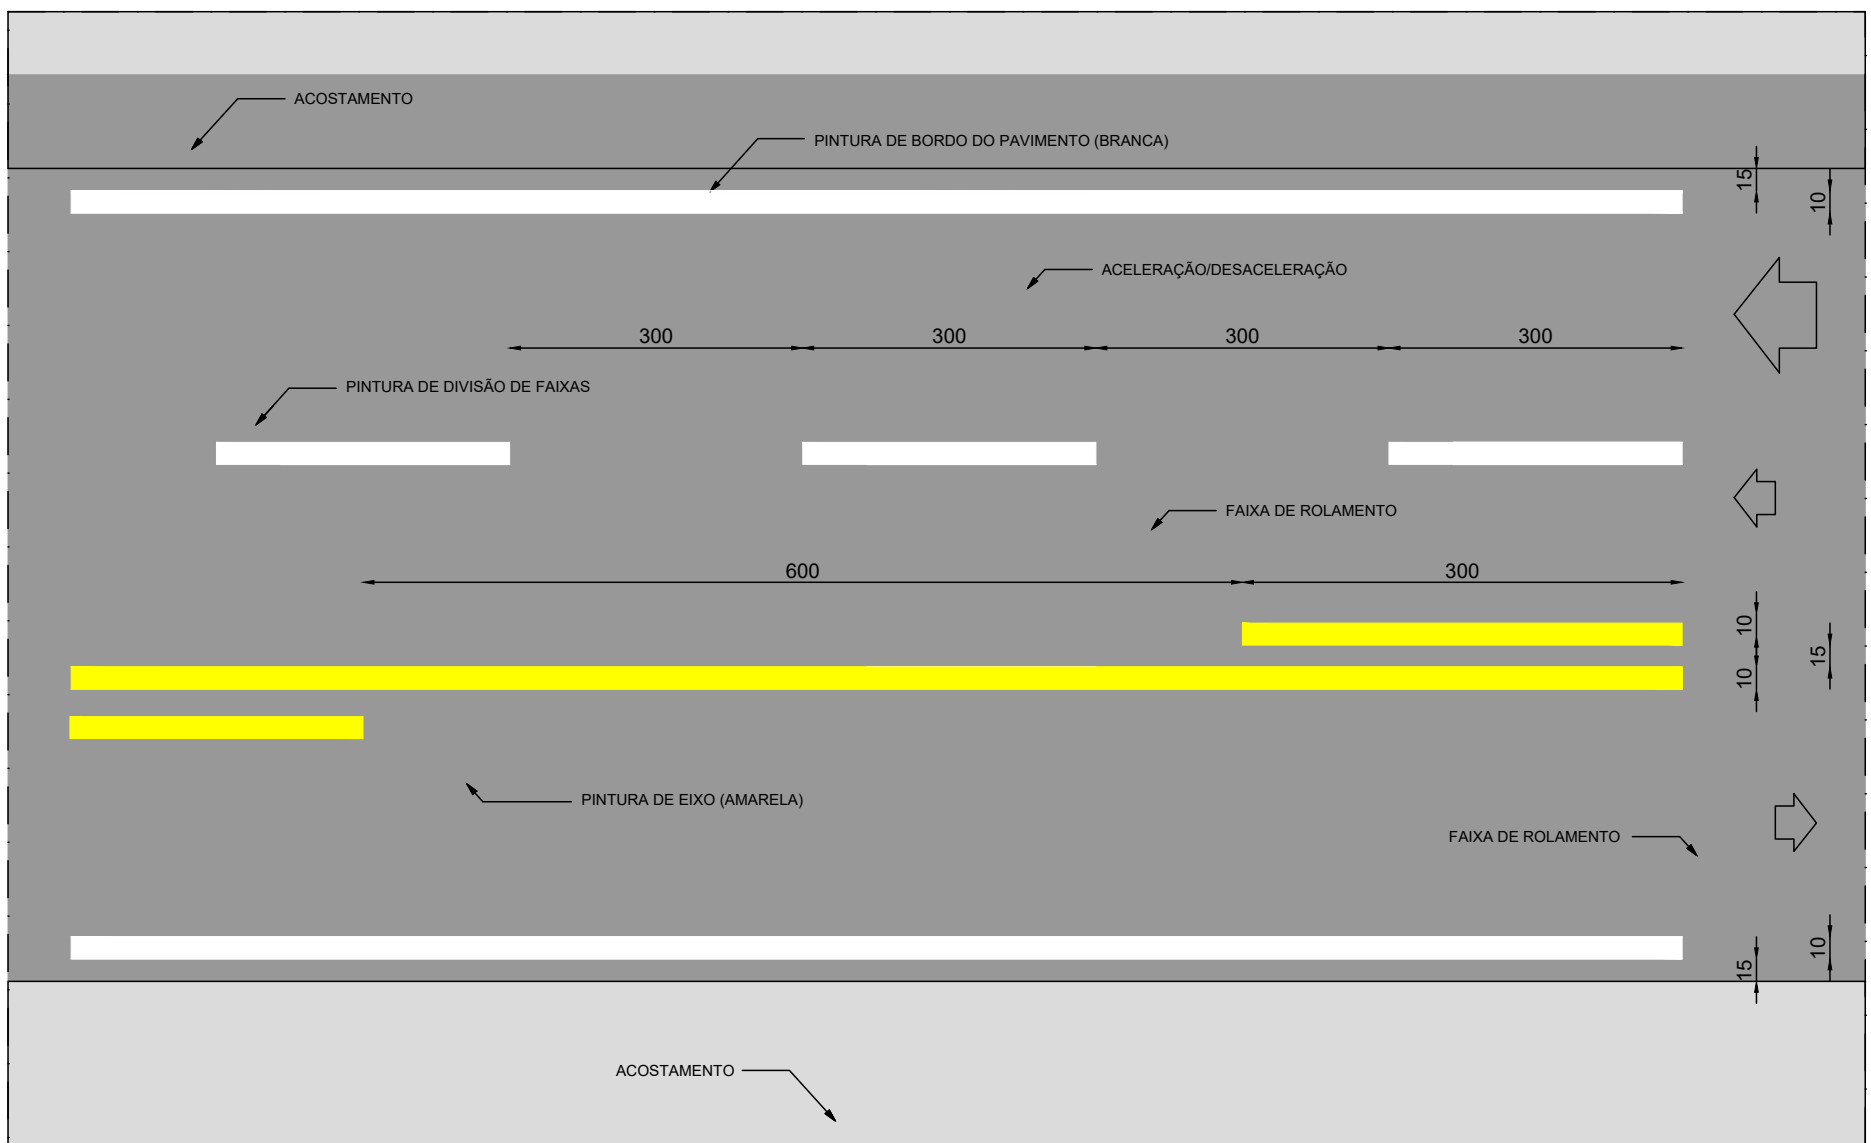 ACOSTAMENTO
PINTURA DE BORDO DO PAVIMENTO (BRANCA)
15
10
ACELERAÇÃO/DESACELERAÇÃO
300
300
300
300
PINTURA DE DIVISÃO DE FAIXAS
FAIXA DE ROLAMENTO
600
300
10
15
10
PINTURA DE EIXO (AMARELA)
FAIXA DE ROLAMENTO
10
15
ACOSTAMENTO